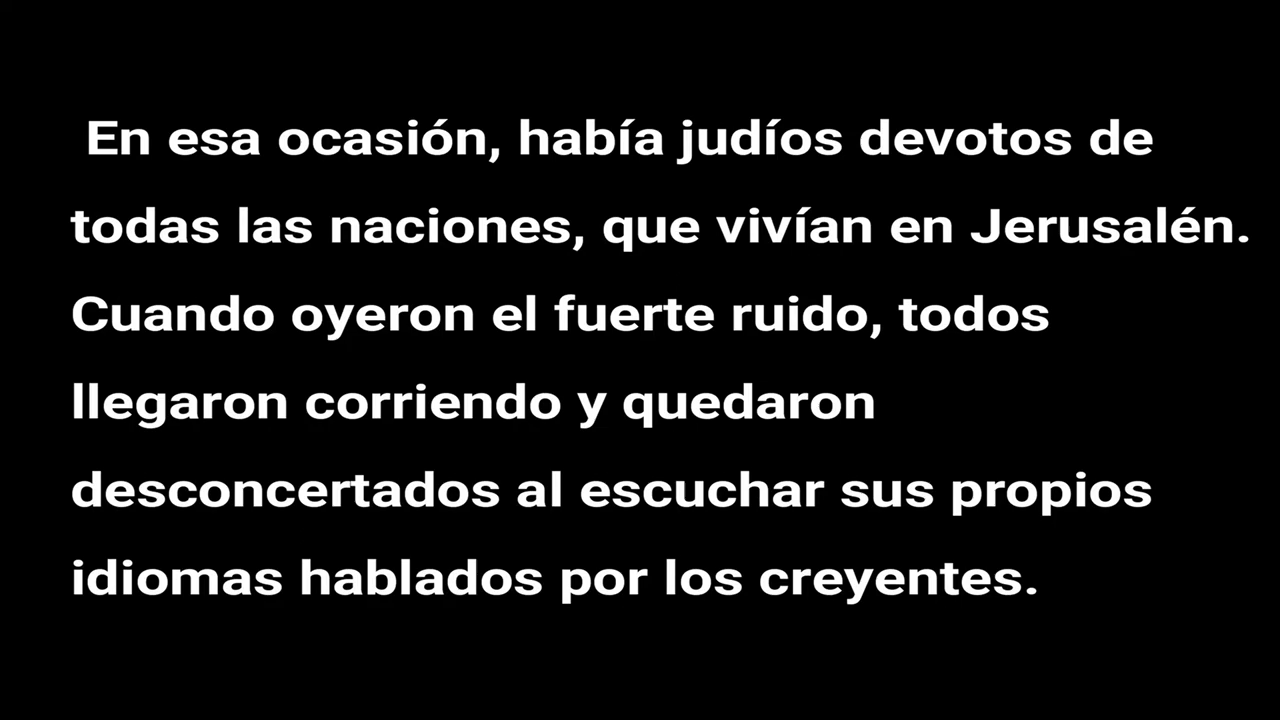 En esa ocasión, había judíos devotos de
todas las naciones, que vivían en Jerusalén.
Cuando oyeron el fuerte ruido, todos
llegaron corriendo y quedaron
desconcertados al escuchar sus propios
idiomas hablados por los creyentes.